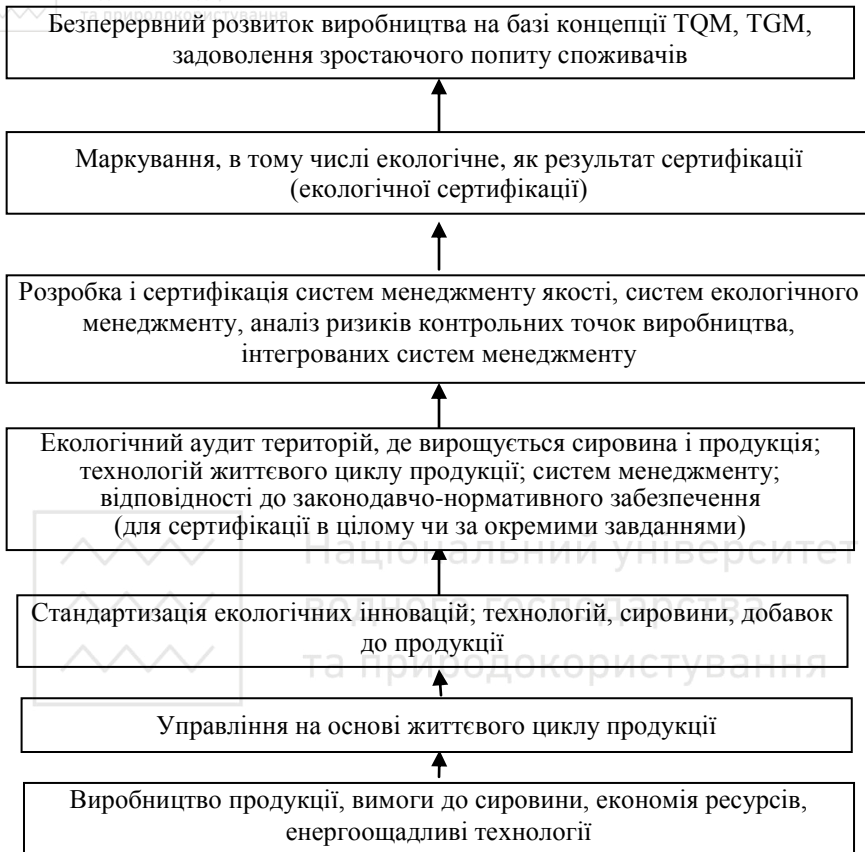 та природокористування
Безперервний розвиток виробництва на базі концепції TQM, TGM,
задоволення зростаючого попиту споживачів
Маркування, в тому числі екологічне, як результат сертифікації
(екологічної сертифікації)
Розробка і сертифікація систем менеджменту якості, систем екологічного
менеджменту, аналіз ризиків контрольних точок виробництва,
інтегрованих систем менеджменту
Екологічний аудит територій, де вирощується сировина і продукція;
технологій життєвого циклу продукції; систем менеджменту;
відповідності до законодавчо-нормативного забезпечення
(для сертифікації в цілому чи за окремими завданнями)
Національний університет
водного господарства
Стандартизація екологічних інновацій; технологій, сировини, добавок
до продукції
та природокористування
Управління на основі життєвого циклу продукції
Виробництво продукції, вимоги до сировини, економія ресурсів,
енергоощадливі технології